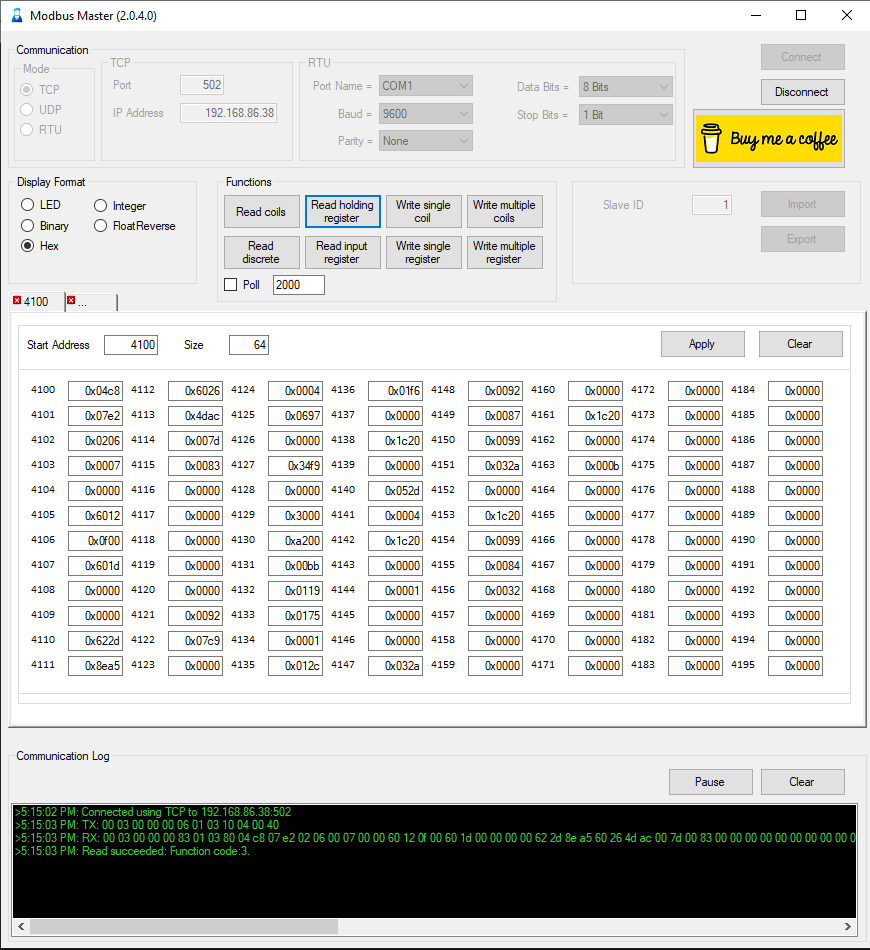 Modbus Master (2.0.4.0)
Communication
Mode
TCP
UDP
RTU
TCP
Port 502
IP Address 192.168.86.38
RTU
Port Name = COM1
Baud = 9600
Parity = None
Data Bits = 8 Bits
Stop Bits = 1 Bit
Connect
Disconnect
Buy me a coffee
Display Format
LED Integer
Binary FloatReverse
Hex
Functions
Read coils
Read holding register
Write single coil
Write multiple coils
Read discrete
Read input register
Write single register
Write multiple register
Poll 2000
Slave ID 1
Import
Export
4100 ...
Start Address 4100 Size 64 Apply Clear
4100 0x04c8 4112 0x6026 4124 0x0004 4136 0x01f6 4148 0x0092 4160 0x0000 4172 0x0000 4184 0x0000
4101 0x07e2 4113 0x4dac 4125 0x0697 4137 0x0000 4149 0x0087 4161 0x1c20 4173 0x0000 4185 0x0000
4102 0x0206 4114 0x007d 4126 0x0000 4138 0x1c20 4150 0x0099 4162 0x0000 4174 0x0000 4186 0x0000
4103 0x0007 4115 0x0083 4127 0x34f9 4139 0x0000 4151 0x032a 4163 0x000b 4175 0x0000 4187 0x0000
4104 0x0000 4116 0x0000 4128 0x0000 4140 0x052d 4152 0x0000 4164 0x0000 4176 0x0000 4188 0x0000
4105 0x6012 4117 0x0000 4129 0x3000 4141 0x0004 4153 0x1c20 4165 0x0000 4177 0x0000 4189 0x0000
4106 0x0f00 4118 0x0000 4130 0xa200 4142 0x1c20 4154 0x0099 4166 0x0000 4178 0x0000 4190 0x0000
4107 0x601d 4119 0x0000 4131 0x00bb 4143 0x0000 4155 0x0084 4167 0x0000 4179 0x0000 4191 0x0000
4108 0x0000 4120 0x0000 4132 0x0119 4144 0x0001 4156 0x0032 4168 0x0000 4180 0x0000 4192 0x0000
4109 0x0000 4121 0x0092 4133 0x0175 4145 0x0000 4157 0x0000 4169 0x0000 4181 0x0000 4193 0x0000
4110 0x622d 4122 0x07c9 4134 0x0001 4146 0x0000 4158 0x0000 4170 0x0000 4182 0x0000 4194 0x0000
4111 0x8ea5 4123 0x0000 4135 0x012c 4147 0x032a 4159 0x0000 4171 0x0000 4183 0x0000 4195 0x0000
Communication Log
Pause Clear
>5:15:02 PM: Connected using TCP to 192.168.86.38:502
>5:15:03 PM: TX: 00 03 00 00 00 06 01 03 10 04 00 40
>5:15:03 PM: RX: 00 03 00 00 00 83 01 03 80 04 c8 07 e2 02 06 00 07 00 00 60 12 0f 00 60 1d 00 00 00 00 62 2d 8e a5 60 26 4d ac 00 7d 00 83 00 00 00 00 00 00 00 00 0
>5:15:03 PM: Read succeeded: Function code:3.